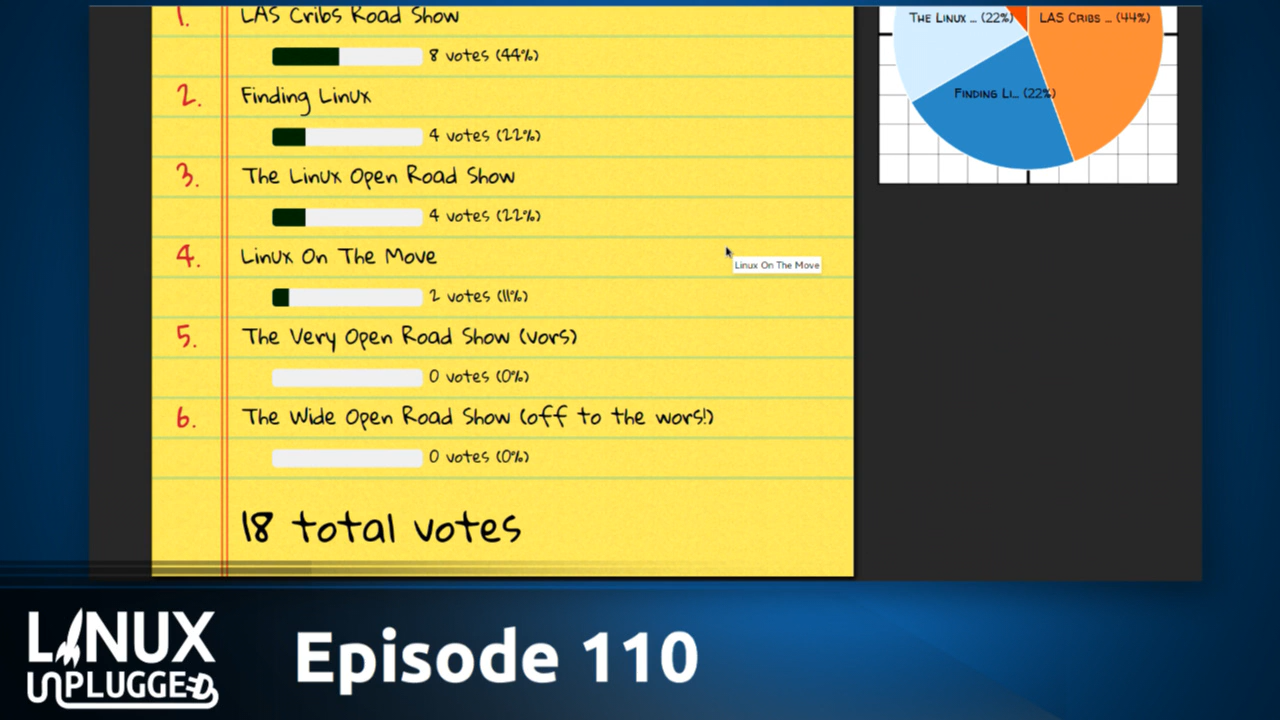 1. LAS Cribs Road Show
8 votes (44%)
2. Finding Linux
4 votes (22%)
3. The Linux Open Road Show
4 votes (22%)
4. Linux On The Move
2 votes (11%)
5. The Very Open Road Show (vors)
0 votes (0%)
6. The Wide Open Road Show (off to the wors!)
0 votes (0%)
18 total votes
The Linux ... (22%)
LAS Cribs ... (44%)
Finding Li... (22%)
Linux On The Move
LINUX
UNPLUGGED
Episode 110